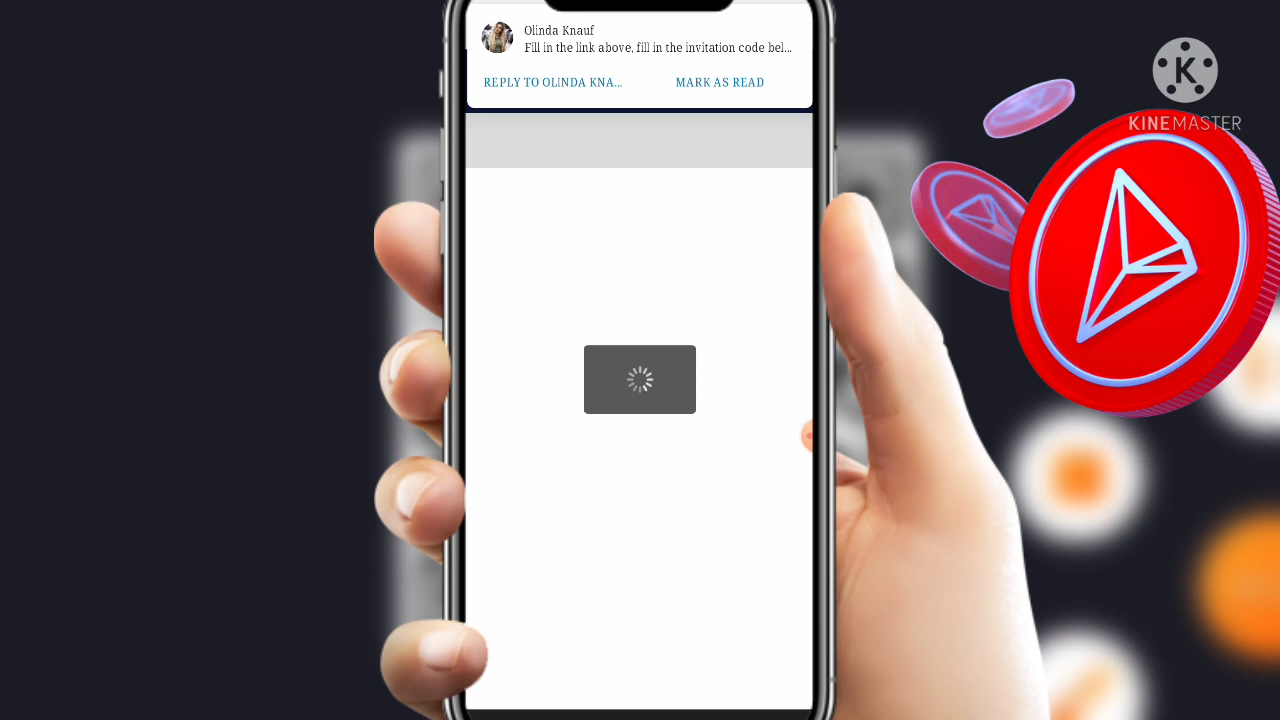 Olinda Knauf
Fill in the link above, fill in the invitation code bel...
REPLY TO OLINDA KNA...
MARK AS READ
K
KINEMASTER